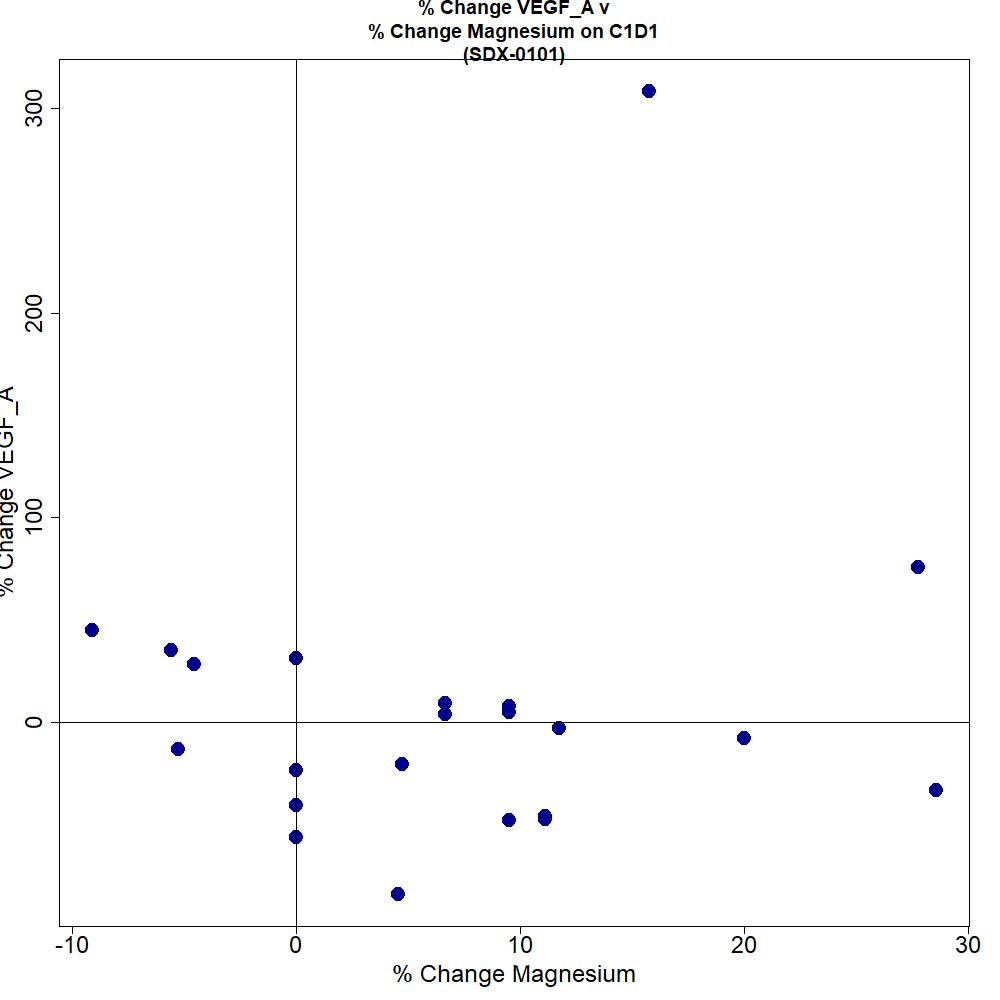 % Change VEGF_A v
% Change Magnesium on C1D1
(SDX-0101)
300
200
100
0
% Change VEGF_A
-10 0 10 20 30
% Change Magnesium